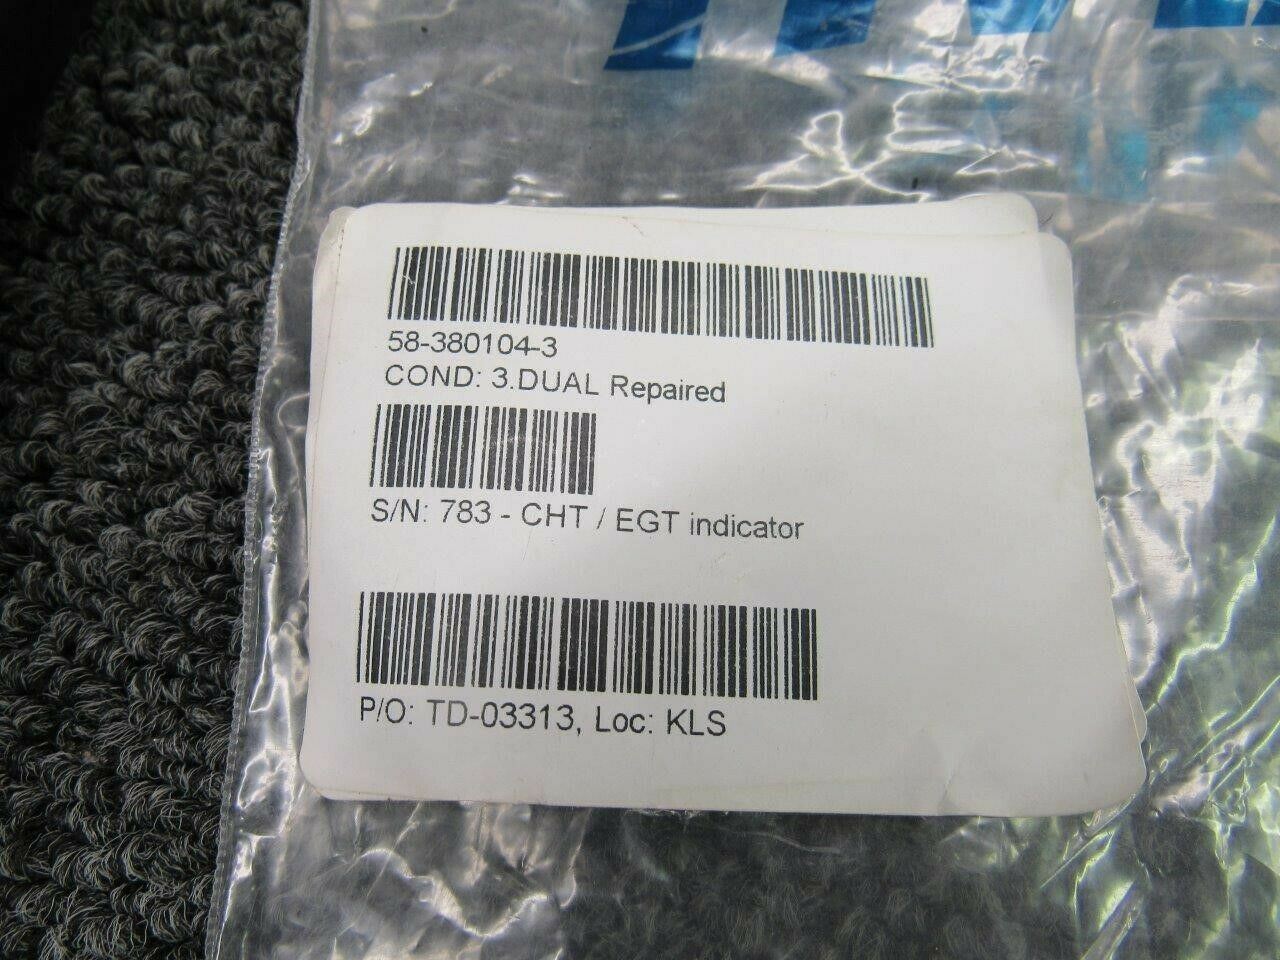 58-380104-3
COND: 3.DUAL Repaired
S/N: 783 - CHT / EGT indicator
P/O: TD-03313, Loc: KLS